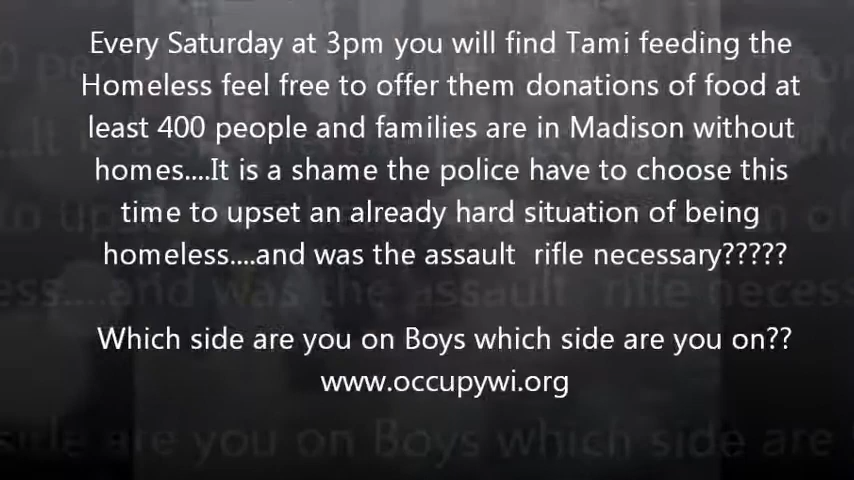 Every Saturday at 3pm you will find Tami feeding the
Homeless feel free to offer them donations of food at
least 400 people and families are in Madison without
homes....It is a shame the police have to choose this
time to upset an already hard situation of being
homeless....and was the assault  rifle necessary?????
Which side are you on Boys which side are you on??
www.occupywi.org